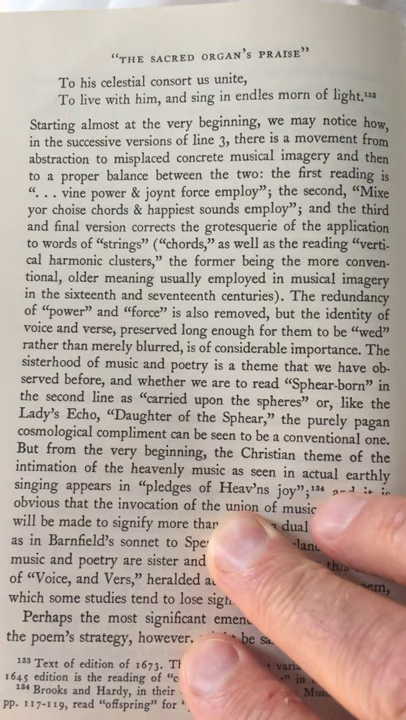 "THE SACRED ORGAN'S PRAISE"
To his celestial consort us unite,
To live with him, and sing in endles morn of light.¹³³
Starting almost at the very beginning, we may notice how,
in the successive versions of line 3, there is a movement from
abstraction to misplaced concrete musical imagery and then
to a proper balance between the two: the first reading is
". . . vine power & joynt force employ"; the second, "Mixe
yor choise chords & happiest sounds employ"; and the third
and final version corrects the grotesquerie of the application
to words of "strings" ("chords," as well as the reading "verti-
cal harmonic clusters," the former being the more conven-
tional, older meaning usually employed in musical imagery
in the sixteenth and seventeenth centuries). The redundancy
of "power" and "force" is also removed, but the identity of
voice and verse, preserved long enough for them to be "wed"
rather than merely blurred, is of considerable importance. The
sisterhood of music and poetry is a theme that we have ob-
served before, and whether we are to read "Sphear-born" in
the second line as "carried upon the spheres" or, like the
Lady's Echo, "Daughter of the Sphear," the purely pagan
cosmological compliment can be seen to be a conventional one.
But from the very beginning, the Christian theme of the
intimation of the heavenly music as seen in actual earthly
singing appears in "pledges of Heav'ns joy";¹³⁴ and it is
obvious that the invocation of the union of music
will be made to signify more than dual
as in Barnfield's sonnet to
music and poetry are sister and this
of "Voice, and Vers," heralded
which some studies tend to lose
Perhaps the most significant
the poem's strategy, however. be
¹³³ Text of edition of 1673.
1645 edition is the reading of in
¹³⁴ Brooks and Hardy, in their
pp. 117-119, read "offspring" for